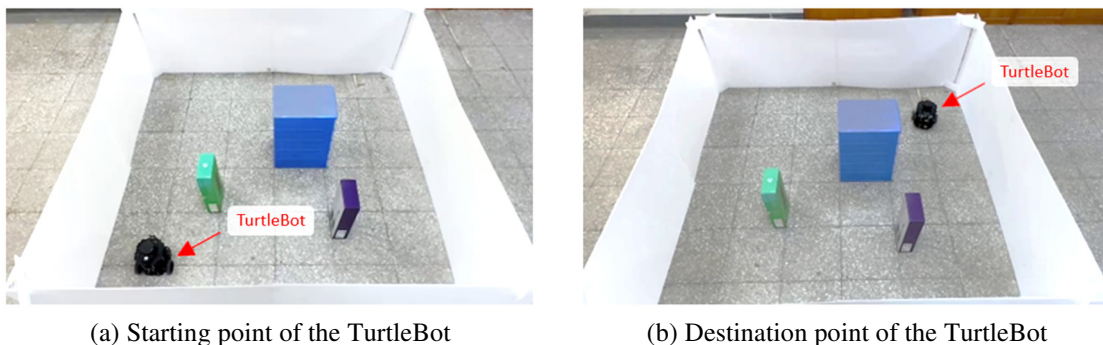 TurtleBot
TurtleBot
(a) Starting point of the TurtleBot
(b) Destination point of the TurtleBot